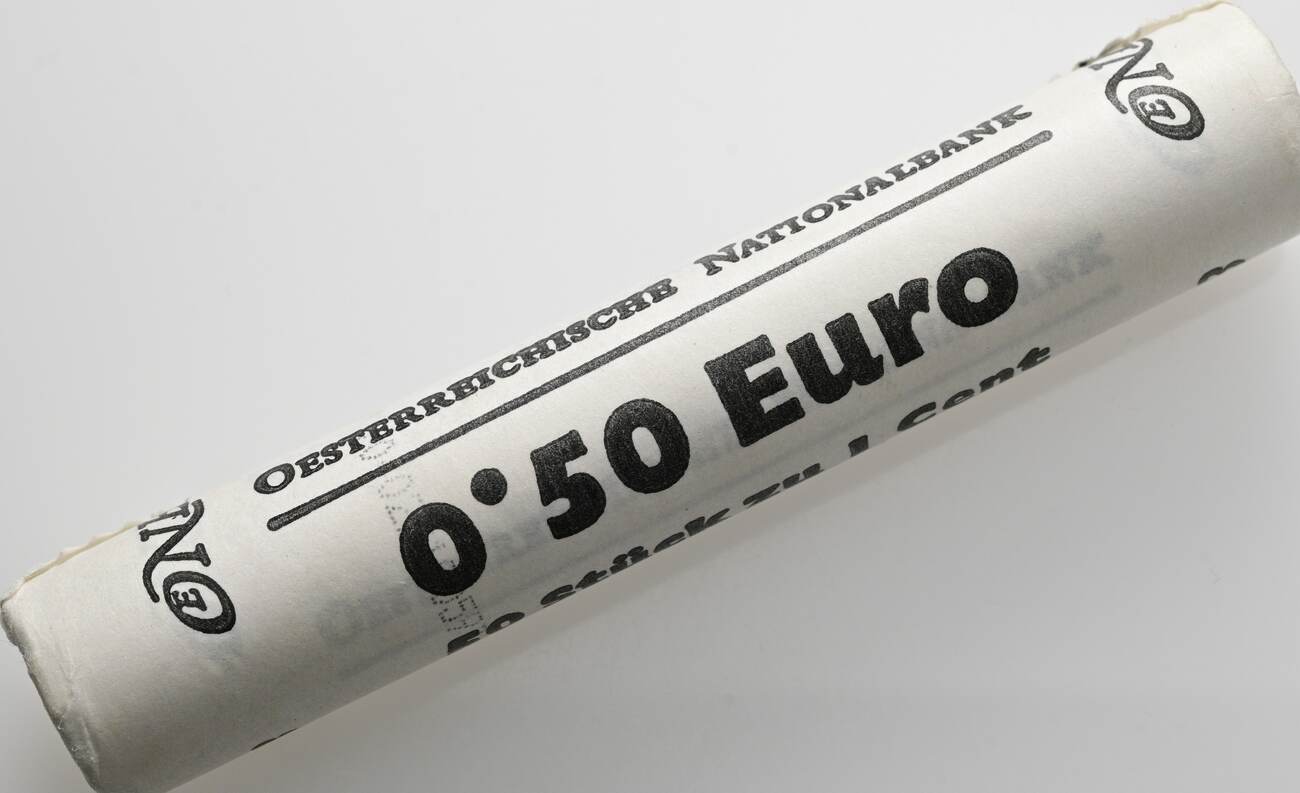 OESTERREICHISCHE NATIONALBANK
0·50 Euro
50 Stück zu 1 Cent